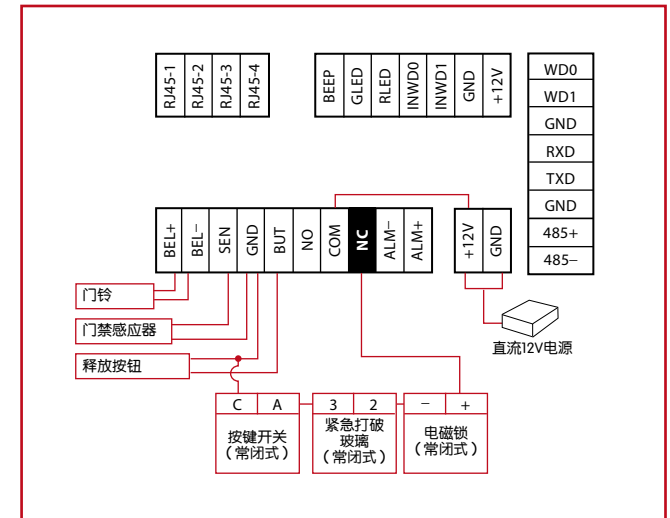 RJ45-1
RJ45-2
RJ45-3
RJ45-4
BEEP
GLED
RLED
INWD0
INWD1
GND
+12V
WD0
WD1
GND
RXD
TXD
GND
485+
485−
BEL+
BEL−
SEN
GND
BUT
NO
COM
NC
ALM−
ALM+
+12V
GND
门铃
门禁感应器
释放按钮
直流12V电源
C A
按键开关
（常闭式）
3 2
紧急打破
玻璃
（常闭式）
− +
电磁锁
（常闭式）